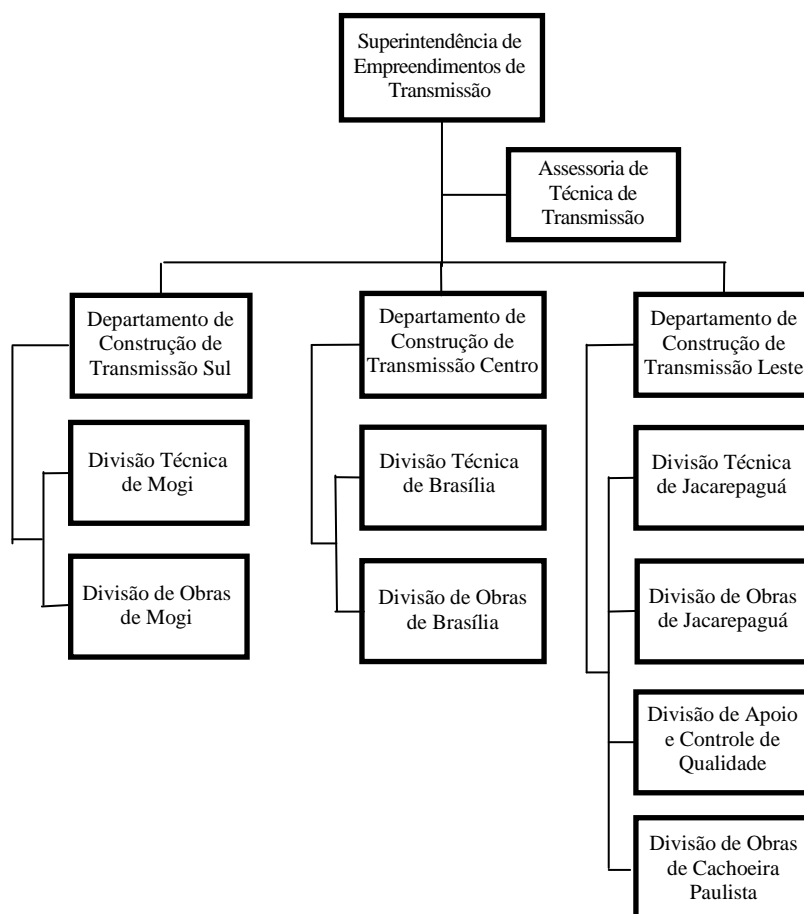 Superintendência de
Empreendimentos de
Transmissão
Assessoria de
Técnica de
Transmissão
Departamento de
Construção de
Transmissão Sul
Departamento de
Construção de
Transmissão Centro
Departamento de
Construção de
Transmissão Leste
Divisão Técnica
de Mogi
Divisão Técnica
de Brasília
Divisão Técnica
de Jacarepaguá
Divisão de Obras
de Mogi
Divisão de Obras
de Brasília
Divisão de Obras
de Jacarepaguá
Divisão de Apoio
e Controle de
Qualidade
Divisão de Obras
de Cachoeira
Paulista